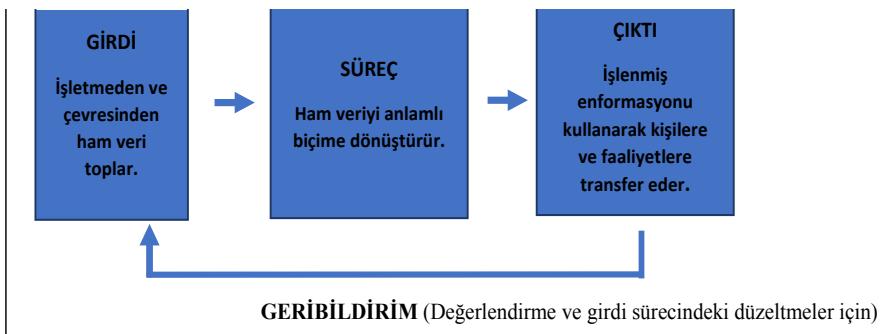 GİRDİ
İşletmeden ve
çevresinden
ham veri
toplar.
SÜREÇ
Ham veriyi anlamlı
biçime dönüştürür.
ÇIKTI
İşlenmiş
enformasyonu
kullanarak kişilere
ve faaliyetlere
transfer eder.
GERİBİLDİRİM (Değerlendirme ve girdi sürecindeki düzeltmeler için)